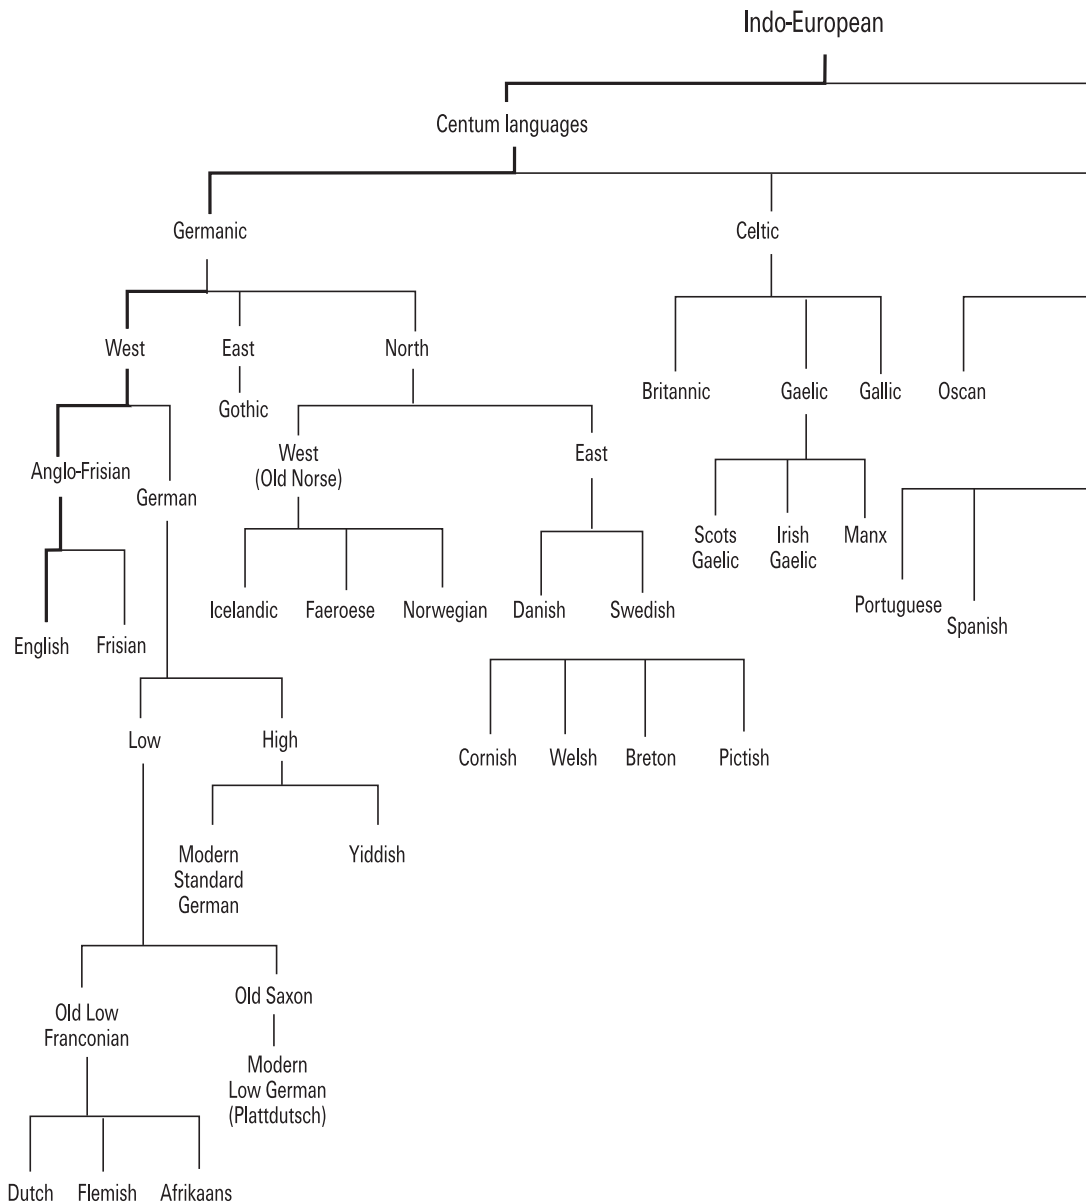 Indo-European
Centum languages
Germanic
Celtic
West
East
North
Gothic
Britannic
Gaelic
Gallic
Oscan
West
(Old Norse)
East
Anglo-Frisian
German
Scots
Gaelic
Irish
Gaelic
Manx
Icelandic
Faeroese
Norwegian
Danish
Swedish
Portuguese
Spanish
English
Frisian
Low
High
Cornish
Welsh
Breton
Pictish
Modern
Standard
German
Yiddish
Old Low
Franconian
Old Saxon
Modern
Low German
(Plattdutsch)
Dutch
Flemish
Afrikaans